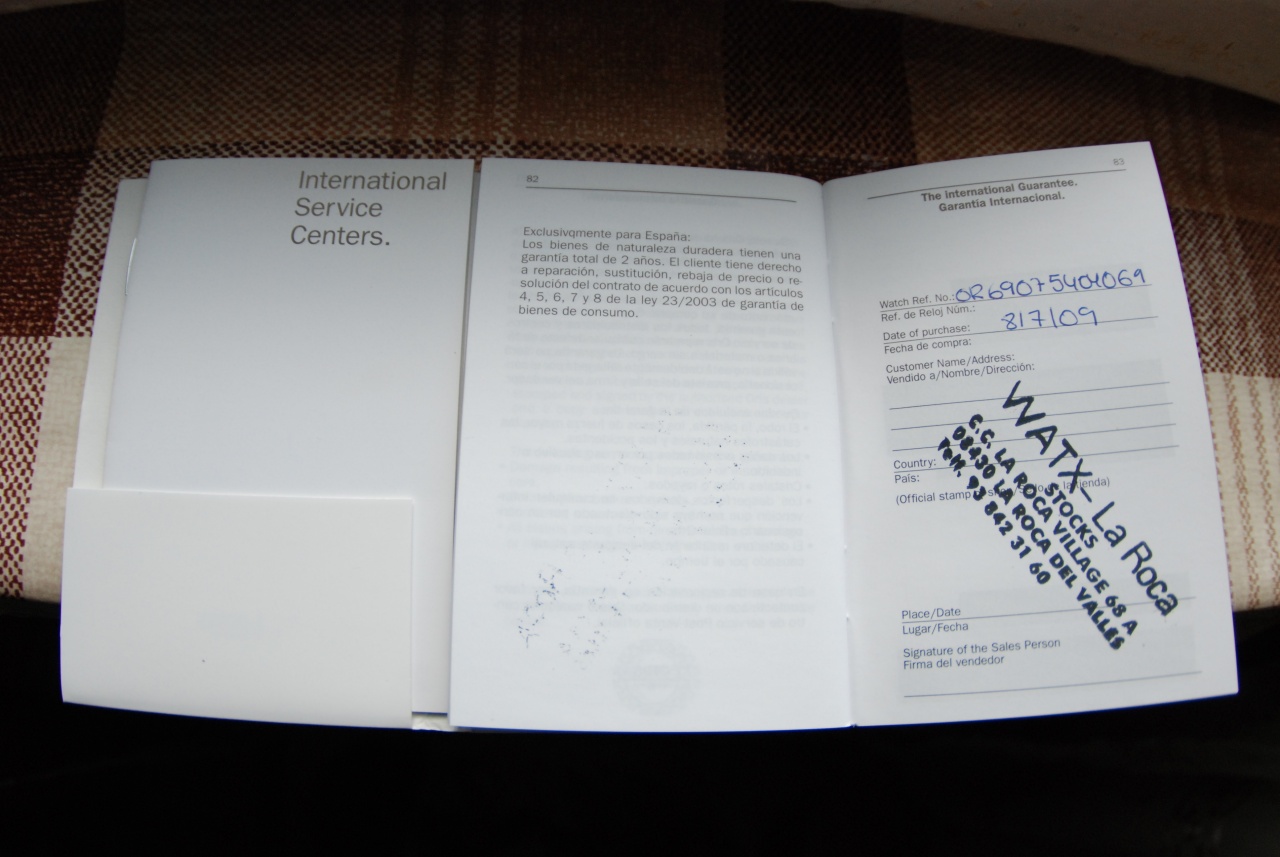 International
Service
Centers.
82
Exclusivqmente para España:
Los bienes de naturaleza duradera tienen una
garantía total de 2 años. El cliente tiene derecho
a reparación, sustitución, rebaja de precio o re-
solución del contrato de acuerdo con los artículos
4, 5, 6, 7 y 8 de la ley 23/2003 de garantía de
bienes de consumo.
83
The International Guarantee.
Garantía Internacional.
Watch Ref. No.: OR69075401069
Ref. de Reloj Núm.:
Date of purchase: 8/7/09
Fecha de compra:
Customer Name/Address:
Vendido a/Nombre/Dirección:
Country:
País:
(Official stamp la tienda)
WATX- La Roca
STOCKS
C.C. LA ROCA VILLAGE 68 A
08430 LA ROCA DEL VALLÉS
Telf. 93 842 31 60
Place/Date
Lugar/Fecha
Signature of the Sales Person
Firma del vendedor